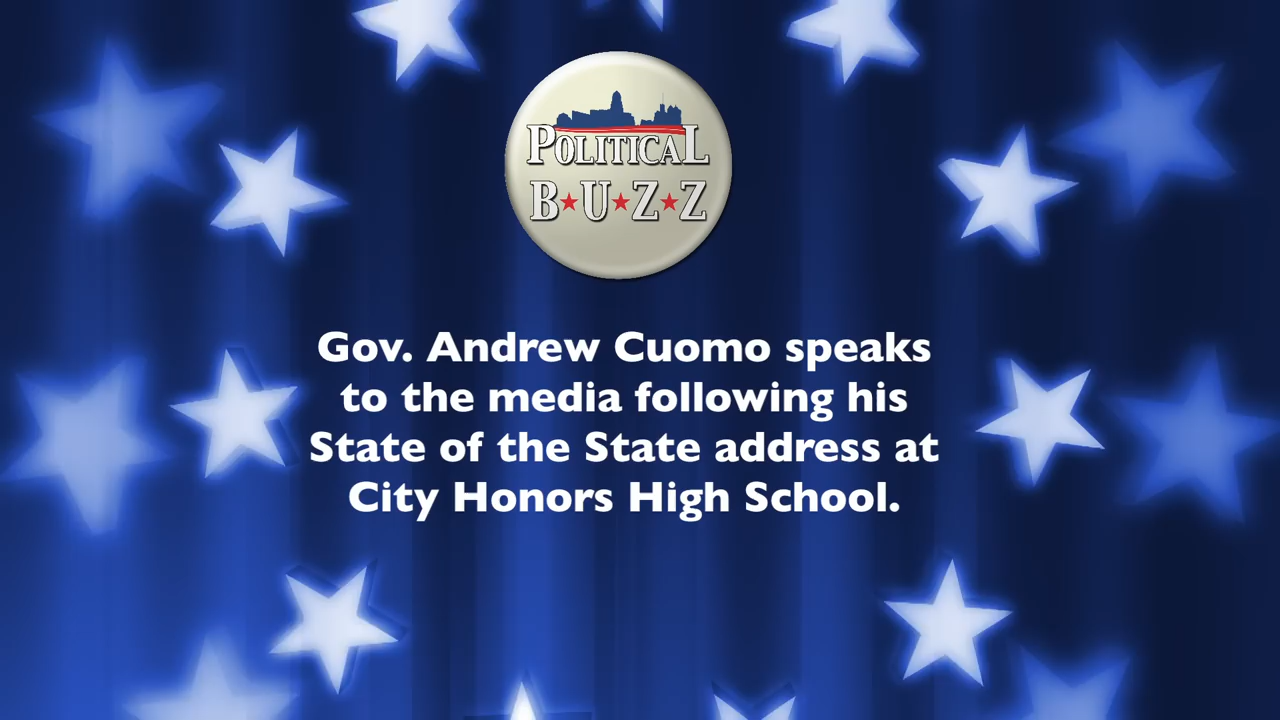 POLITICAL
B★U★Z★Z
Gov. Andrew Cuomo speaks
to the media following his
State of the State address at
City Honors High School.